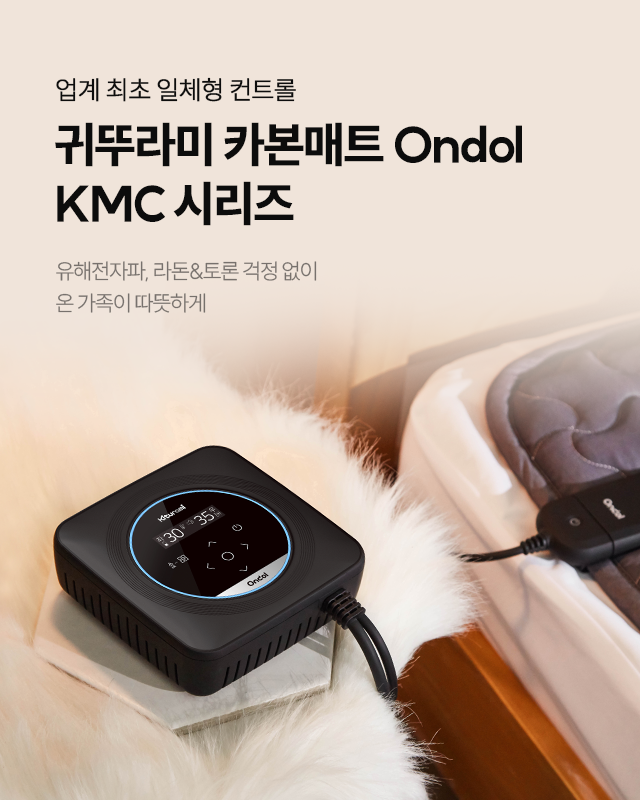 업계 최초 일체형 컨트롤
귀뚜라미 카본매트 Ondol
KMC 시리즈
유해전자파, 라돈&토론 걱정 없이
온 가족이 따뜻하게
Kituramí
30 35
Ondol
Ondol